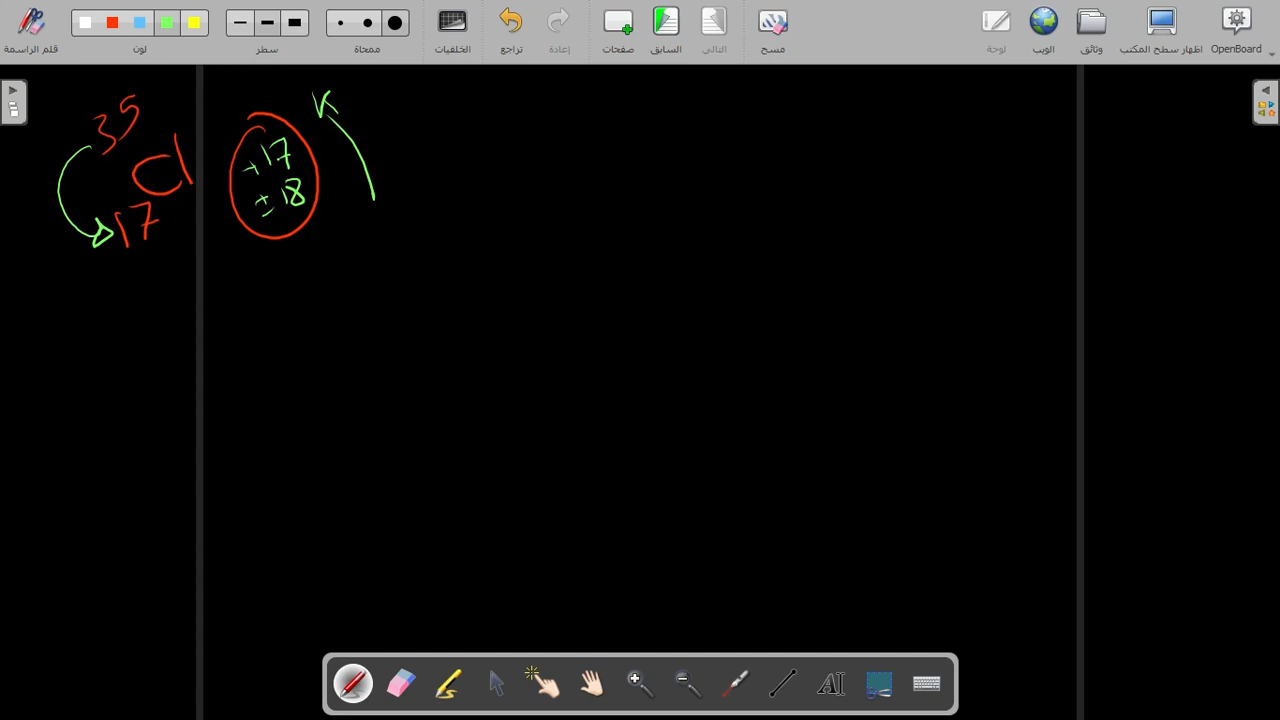 قلم الراسمة
لون
سطر
ممحاة
الخلفيات
تراجع
إعادة
صفحات
السابق
التالي
مسح
لوحة
الويب
وثائق
اظهار سطح المكتب
OpenBoard
35
Cl
17
+17
±18
AI